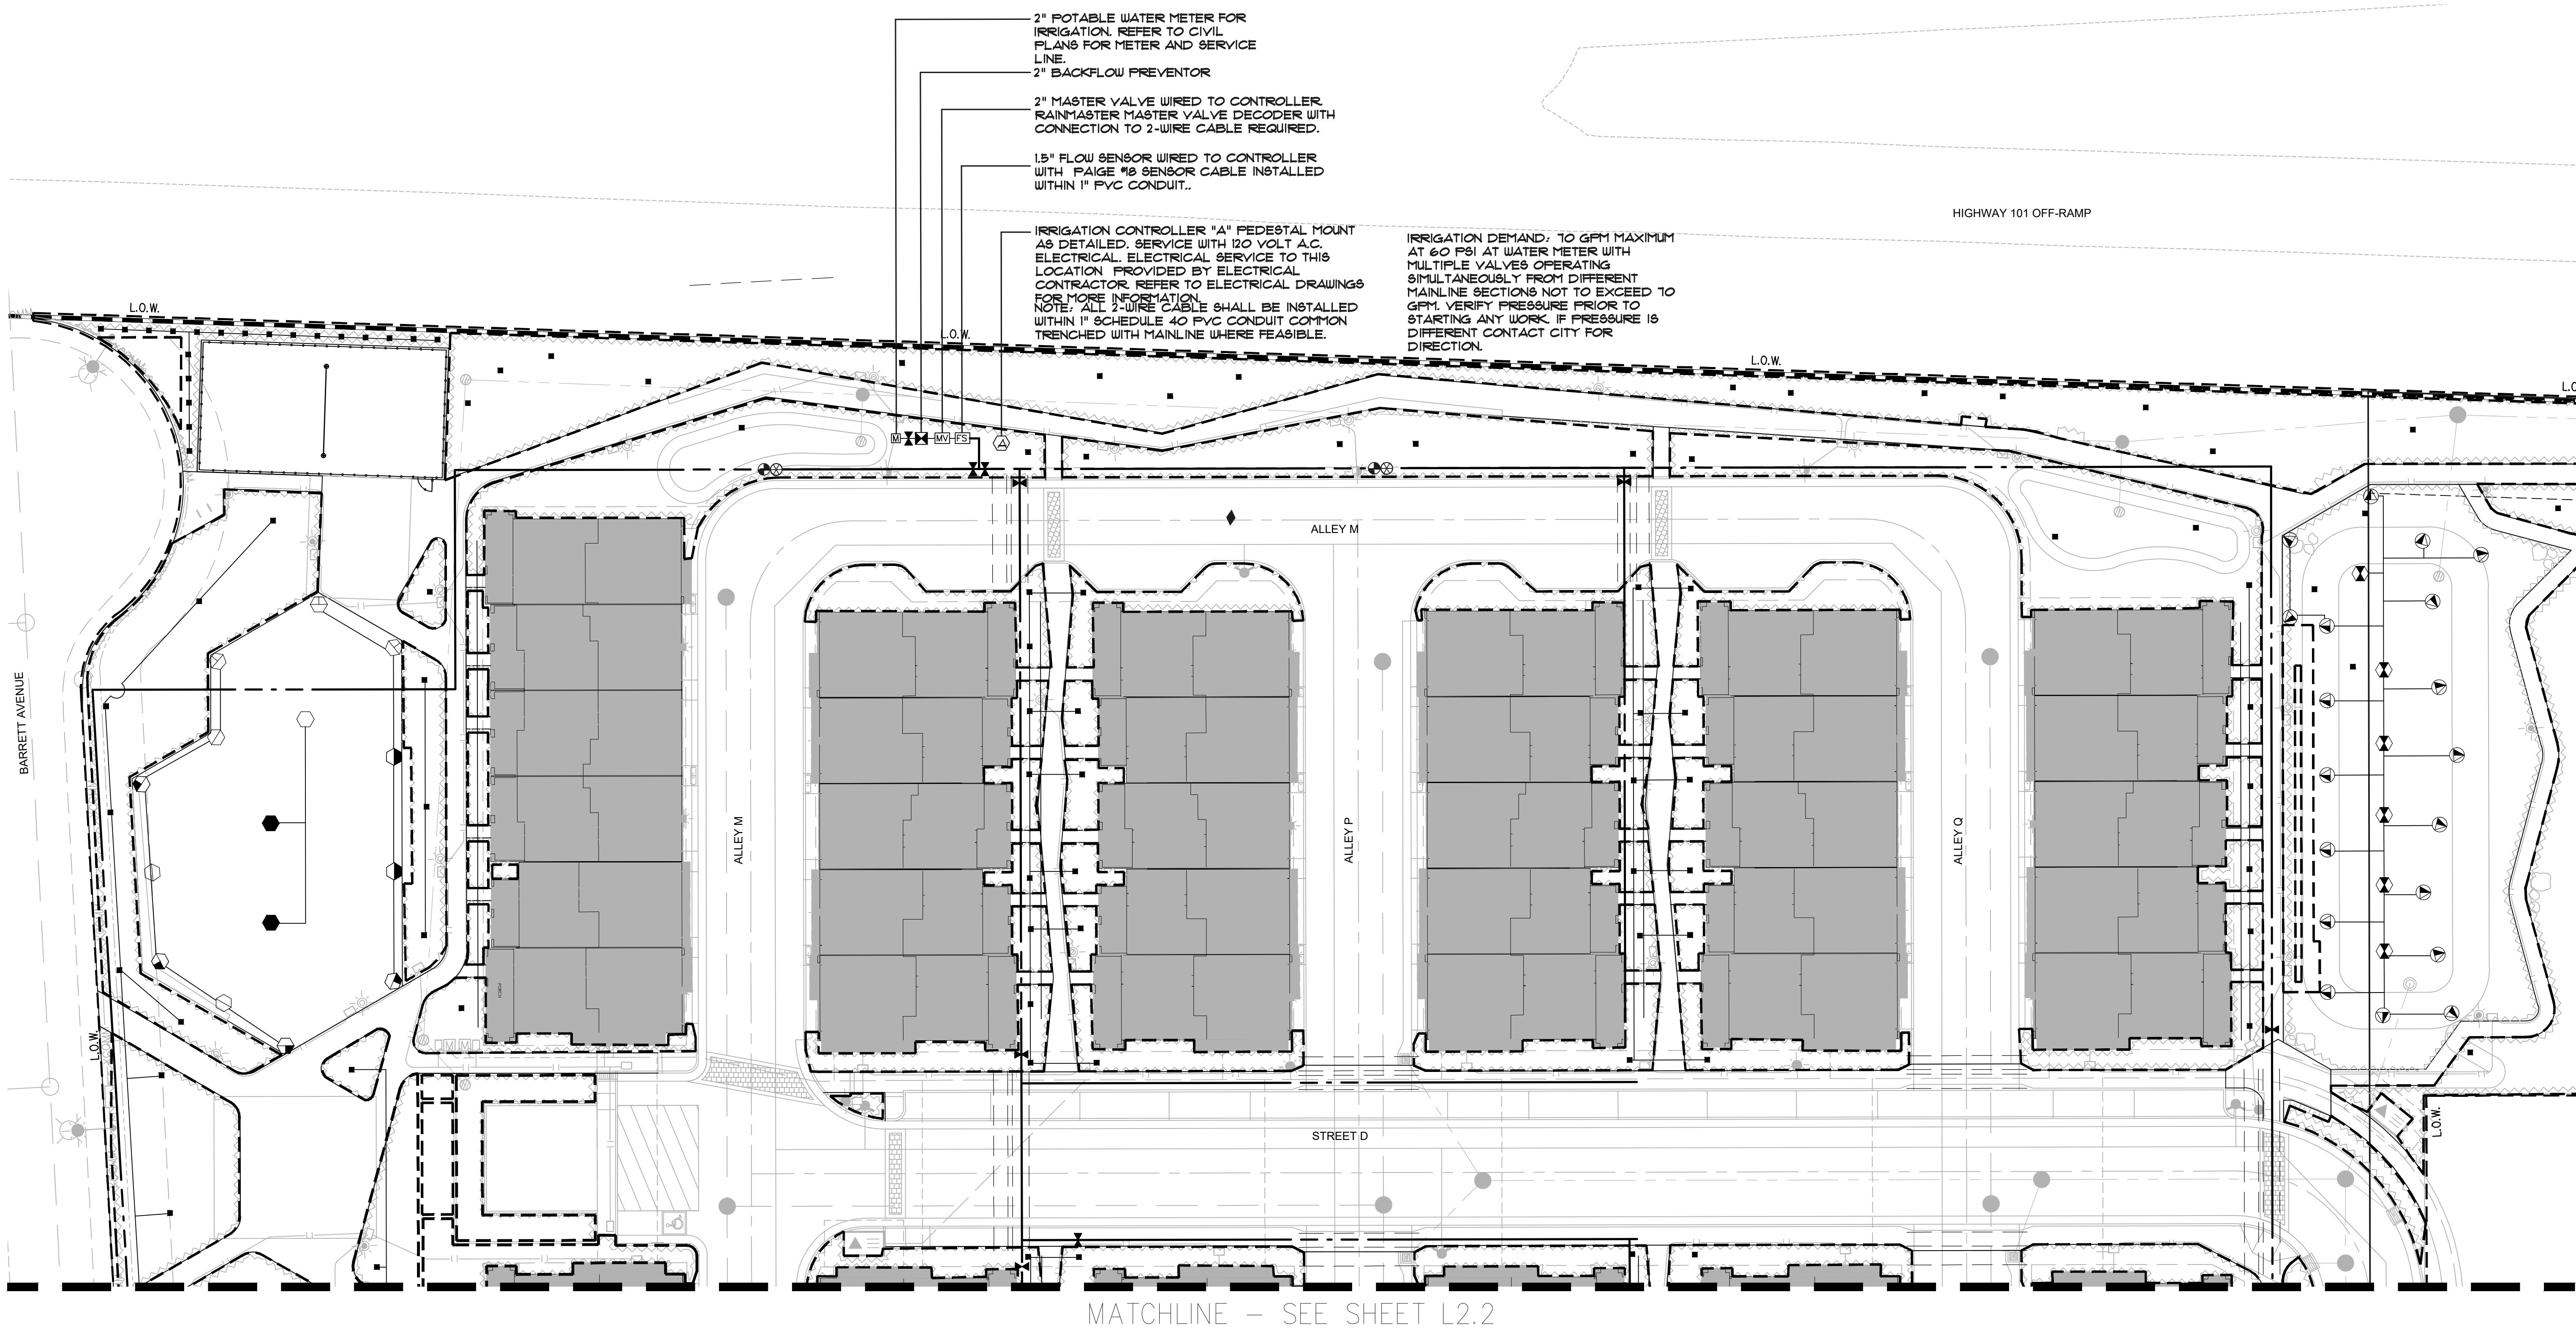 2" POTABLE WATER METER FOR
IRRIGATION. REFER TO CIVIL
PLANS FOR METER AND SERVICE
LINE.
2" BACKFLOW PREVENTOR
2" MASTER VALVE WIRED TO CONTROLLER.
RAINMASTER MASTER VALVE DECODER WITH
CONNECTION TO 2-WIRE CABLE REQUIRED.
1.5" FLOW SENSOR WIRED TO CONTROLLER
WITH PAIGE #18 SENSOR CABLE INSTALLED
WITHIN 1" PVC CONDUIT..
IRRIGATION CONTROLLER "A" PEDESTAL MOUNT
AS DETAILED. SERVICE WITH 120 VOLT A.C.
ELECTRICAL. ELECTRICAL SERVICE TO THIS
LOCATION PROVIDED BY ELECTRICAL
CONTRACTOR. REFER TO ELECTRICAL DRAWINGS
FOR MORE INFORMATION.
NOTE: ALL 2-WIRE CABLE SHALL BE INSTALLED
WITHIN 1" SCHEDULE 40 PVC CONDUIT COMMON
TRENCHED WITH MAINLINE WHERE FEASIBLE.
IRRIGATION DEMAND: 70 GPM MAXIMUM
AT 60 PSI AT WATER METER WITH
MULTIPLE VALVES OPERATING
SIMULTANEOUSLY FROM DIFFERENT
MAINLINE SECTIONS NOT TO EXCEED 70
GPM. VERIFY PRESSURE PRIOR TO
STARTING ANY WORK. IF PRESSURE IS
DIFFERENT CONTACT CITY FOR
DIRECTION.
HIGHWAY 101 OFF-RAMP
L.O.W.
L.O.W.
L.O.W.
L.O.
M
MV
FS
A
ALLEY M
BARRETT AVENUE
ALLEY M
ALLEY P
ALLEY Q
PORCH
L.O.W.
M M
L.O.W.
STREET D
MATCHLINE - SEE SHEET L2.2